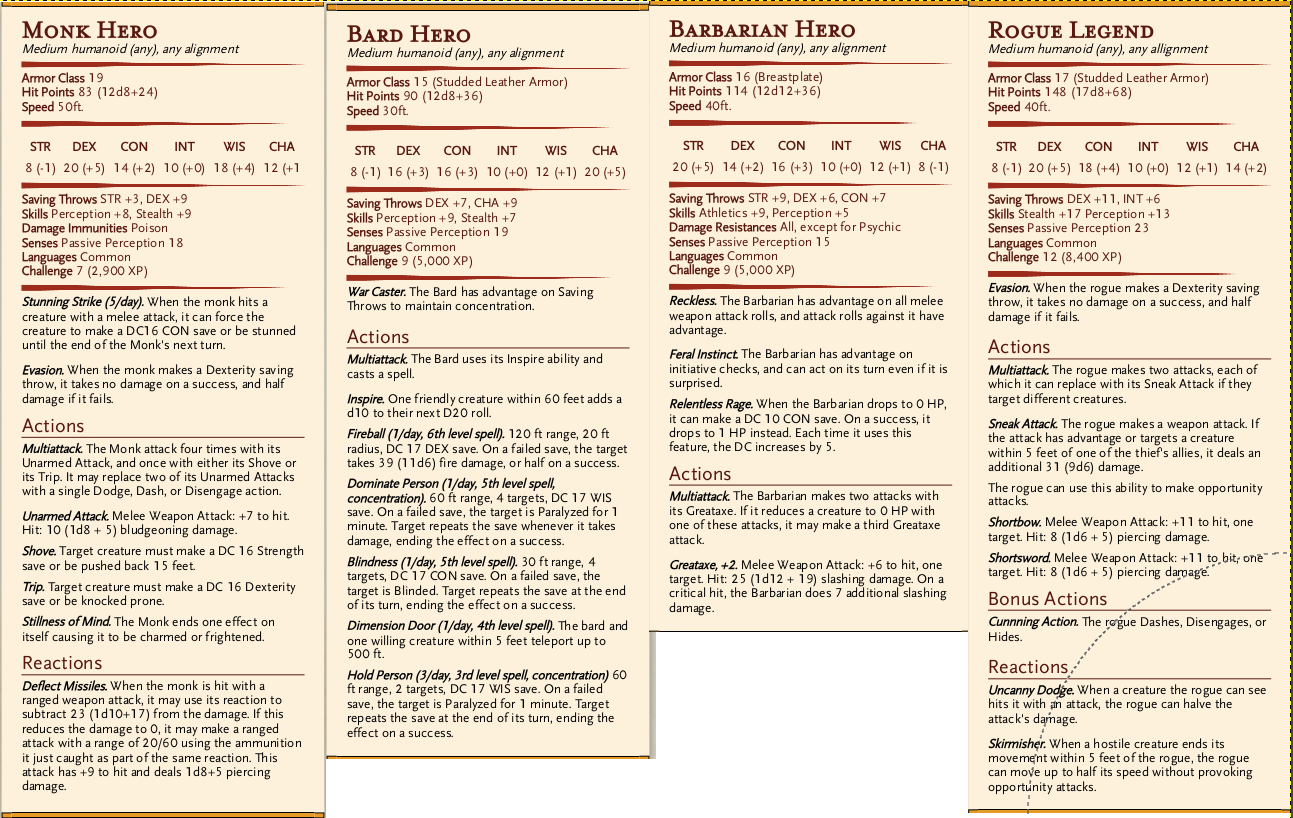 Monk Hero
Medium humanoid (any), any alignment
Armor Class 19
Hit Points 83 (12d8+24)
Speed 50ft.
STR DEX CON INT WIS CHA
8 (-1) 20 (+5) 14 (+2) 10 (+0) 18 (+4) 12 (+1
Saving Throws STR +3, DEX +9
Skills Perception +8, Stealth +9
Damage Immunities Poison
Senses Passive Perception 18
Languages Common
Challenge 7 (2,900 XP)
Stunning Strike (5/day). When the monk hits a
creature with a melee attack, it can force the
creature to make a DC16 CON save or be stunned
until the end of the Monk's next turn.
Evasion. When the monk makes a Dexterity saving
throw, it takes no damage on a success, and half
damage if it fails.
Actions
Multiattack. The Monk attack four times with its
Unarmed Attack, and once with either its Shove or
its Trip. It may replace two of its Unarmed Attacks
with a single Dodge, Dash, or Disengage action.
Unarmed Attack. Melee Weapon Attack: +7 to hit.
Hit: 10 (1d8 + 5) bludgeoning damage.
Shove. Target creature must make a DC 16 Strength
save or be pushed back 15 feet.
Trip. Target creature must make a DC 16 Dexterity
save or be knocked prone.
Stillness of Mind. The Monk ends one effect on
itself causing it to be charmed or frightened.
Reactions
Deflect Missiles. When the monk is hit with a
ranged weapon attack, it may use its reaction to
subtract 23 (1d10+17) from the damage. If this
reduces the damage to 0, it may make a ranged
attack with a range of 20/60 using the ammunition
it just caught as part of the same reaction. This
attack has +9 to hit and deals 1d8+5 piercing
damage.
Bard Hero
Medium humanoid (any), any alignment
Armor Class 15 (Studded Leather Armor)
Hit Points 90 (12d8+36)
Speed 30ft.
STR DEX CON INT WIS CHA
8 (-1) 16 (+3) 16 (+3) 10 (+0) 12 (+1) 20 (+5)
Saving Throws DEX +7, CHA +9
Skills Perception +9, Stealth +7
Senses Passive Perception 19
Languages Common
Challenge 9 (5,000 XP)
War Caster. The Bard has advantage on Saving
Throws to maintain concentration.
Actions
Multiattack. The Bard uses its Inspire ability and
casts a spell.
Inspire. One friendly creature within 60 feet adds a
d10 to their next D20 roll.
Fireball (1/day, 6th level spell). 120 ft range, 20 ft
radius, DC 17 DEX save. On a failed save, the target
takes 39 (11d6) fire damage, or half on a success.
Dominate Person (1/day, 5th level spell,
concentration). 60 ft range, 4 targets, DC 17 WIS
save. On a failed save, the target is Paralyzed for 1
minute. Target repeats the save whenever it takes
damage, ending the effect on a success.
Blindness (1/day, 5th level spell). 30 ft range, 4
targets, DC 17 CON save. On a failed save, the
target is Blinded. Target repeats the save at the end
of its turn, ending the effect on a success.
Dimension Door (1/day, 4th level spell). The bard and
one willing creature within 5 feet teleport up to
500 ft.
Hold Person (3/day, 3rd level spell, concentration) 60
ft range, 2 targets, DC 17 WIS save. On a failed
save, the target is Paralyzed for 1 minute. Target
repeats the save at the end of its turn, ending the
effect on a success.
Barbarian Hero
Medium humanoid (any), any alignment
Armor Class 16 (Breastplate)
Hit Points 114 (12d12+36)
Speed 40ft.
STR DEX CON INT WIS CHA
20 (+5) 14 (+2) 16 (+3) 10 (+0) 12 (+1) 8 (-1)
Saving Throws STR +9, DEX +6, CON +7
Skills Athletics +9, Perception +5
Damage Resistances All, except for Psychic
Senses Passive Perception 15
Languages Common
Challenge 9 (5,000 XP)
Reckless. The Barbarian has advantage on all melee
weapon attack rolls, and attack rolls against it have
advantage.
Feral Instinct. The Barbarian has advantage on
initiative checks, and can act on its turn even if it is
surprised.
Relentless Rage. When the Barbarian drops to 0 HP,
it can make a DC 10 CON save. On a success, it
drops to 1 HP instead. Each time it uses this
feature, the DC increases by 5.
Actions
Multiattack. The Barbarian makes two attacks with
its Greataxe. If it reduces a creature to 0 HP with
one of these attacks, it may make a third Greataxe
attack.
Greataxe, +2. Melee Weapon Attack: +6 to hit, one
target. Hit: 25 (1d12 + 19) slashing damage. On a
critical hit, the Barbarian does 7 additional slashing
damage.
Rogue Legend
Medium humanoid (any), any allignment
Armor Class 17 (Studded Leather Armor)
Hit Points 148 (17d8+68)
Speed 40ft.
STR DEX CON INT WIS CHA
8 (-1) 20 (+5) 18 (+4) 10 (+0) 12 (+1) 14 (+2)
Saving Throws DEX +11, INT +6
Skills Stealth +17 Perception +13
Senses Passive Perception 23
Languages Common
Challenge 12 (8,400 XP)
Evasion. When the rogue makes a Dexterity saving
throw, it takes no damage on a success, and half
damage if it fails.
Actions
Multiattack. The rogue makes two attacks, each of
which it can replace with its Sneak Attack if they
target different creatures.
Sneak Attack. The rogue makes a weapon attack. If
the attack has advantage or targets a creature
within 5 feet of one of the thief's allies, it deals an
additional 31 (9d6) damage.
The rogue can use this ability to make opportunity
attacks.
Shortbow. Melee Weapon Attack: +11 to hit, one
target. Hit: 8 (1d6 + 5) piercing damage.
Shortsword. Melee Weapon Attack: +11 to hit, one
target. Hit: 8 (1d6 + 5) piercing damage.
Bonus Actions
Cunnning Action. The rogue Dashes, Disengages, or
Hides.
Reactions
Uncanny Dodge. When a creature the rogue can see
hits it with an attack, the rogue can halve the
attack's damage.
Skirmisher. When a hostile creature ends its
movement within 5 feet of the rogue, the rogue
can move up to half its speed without provoking
opportunity attacks.